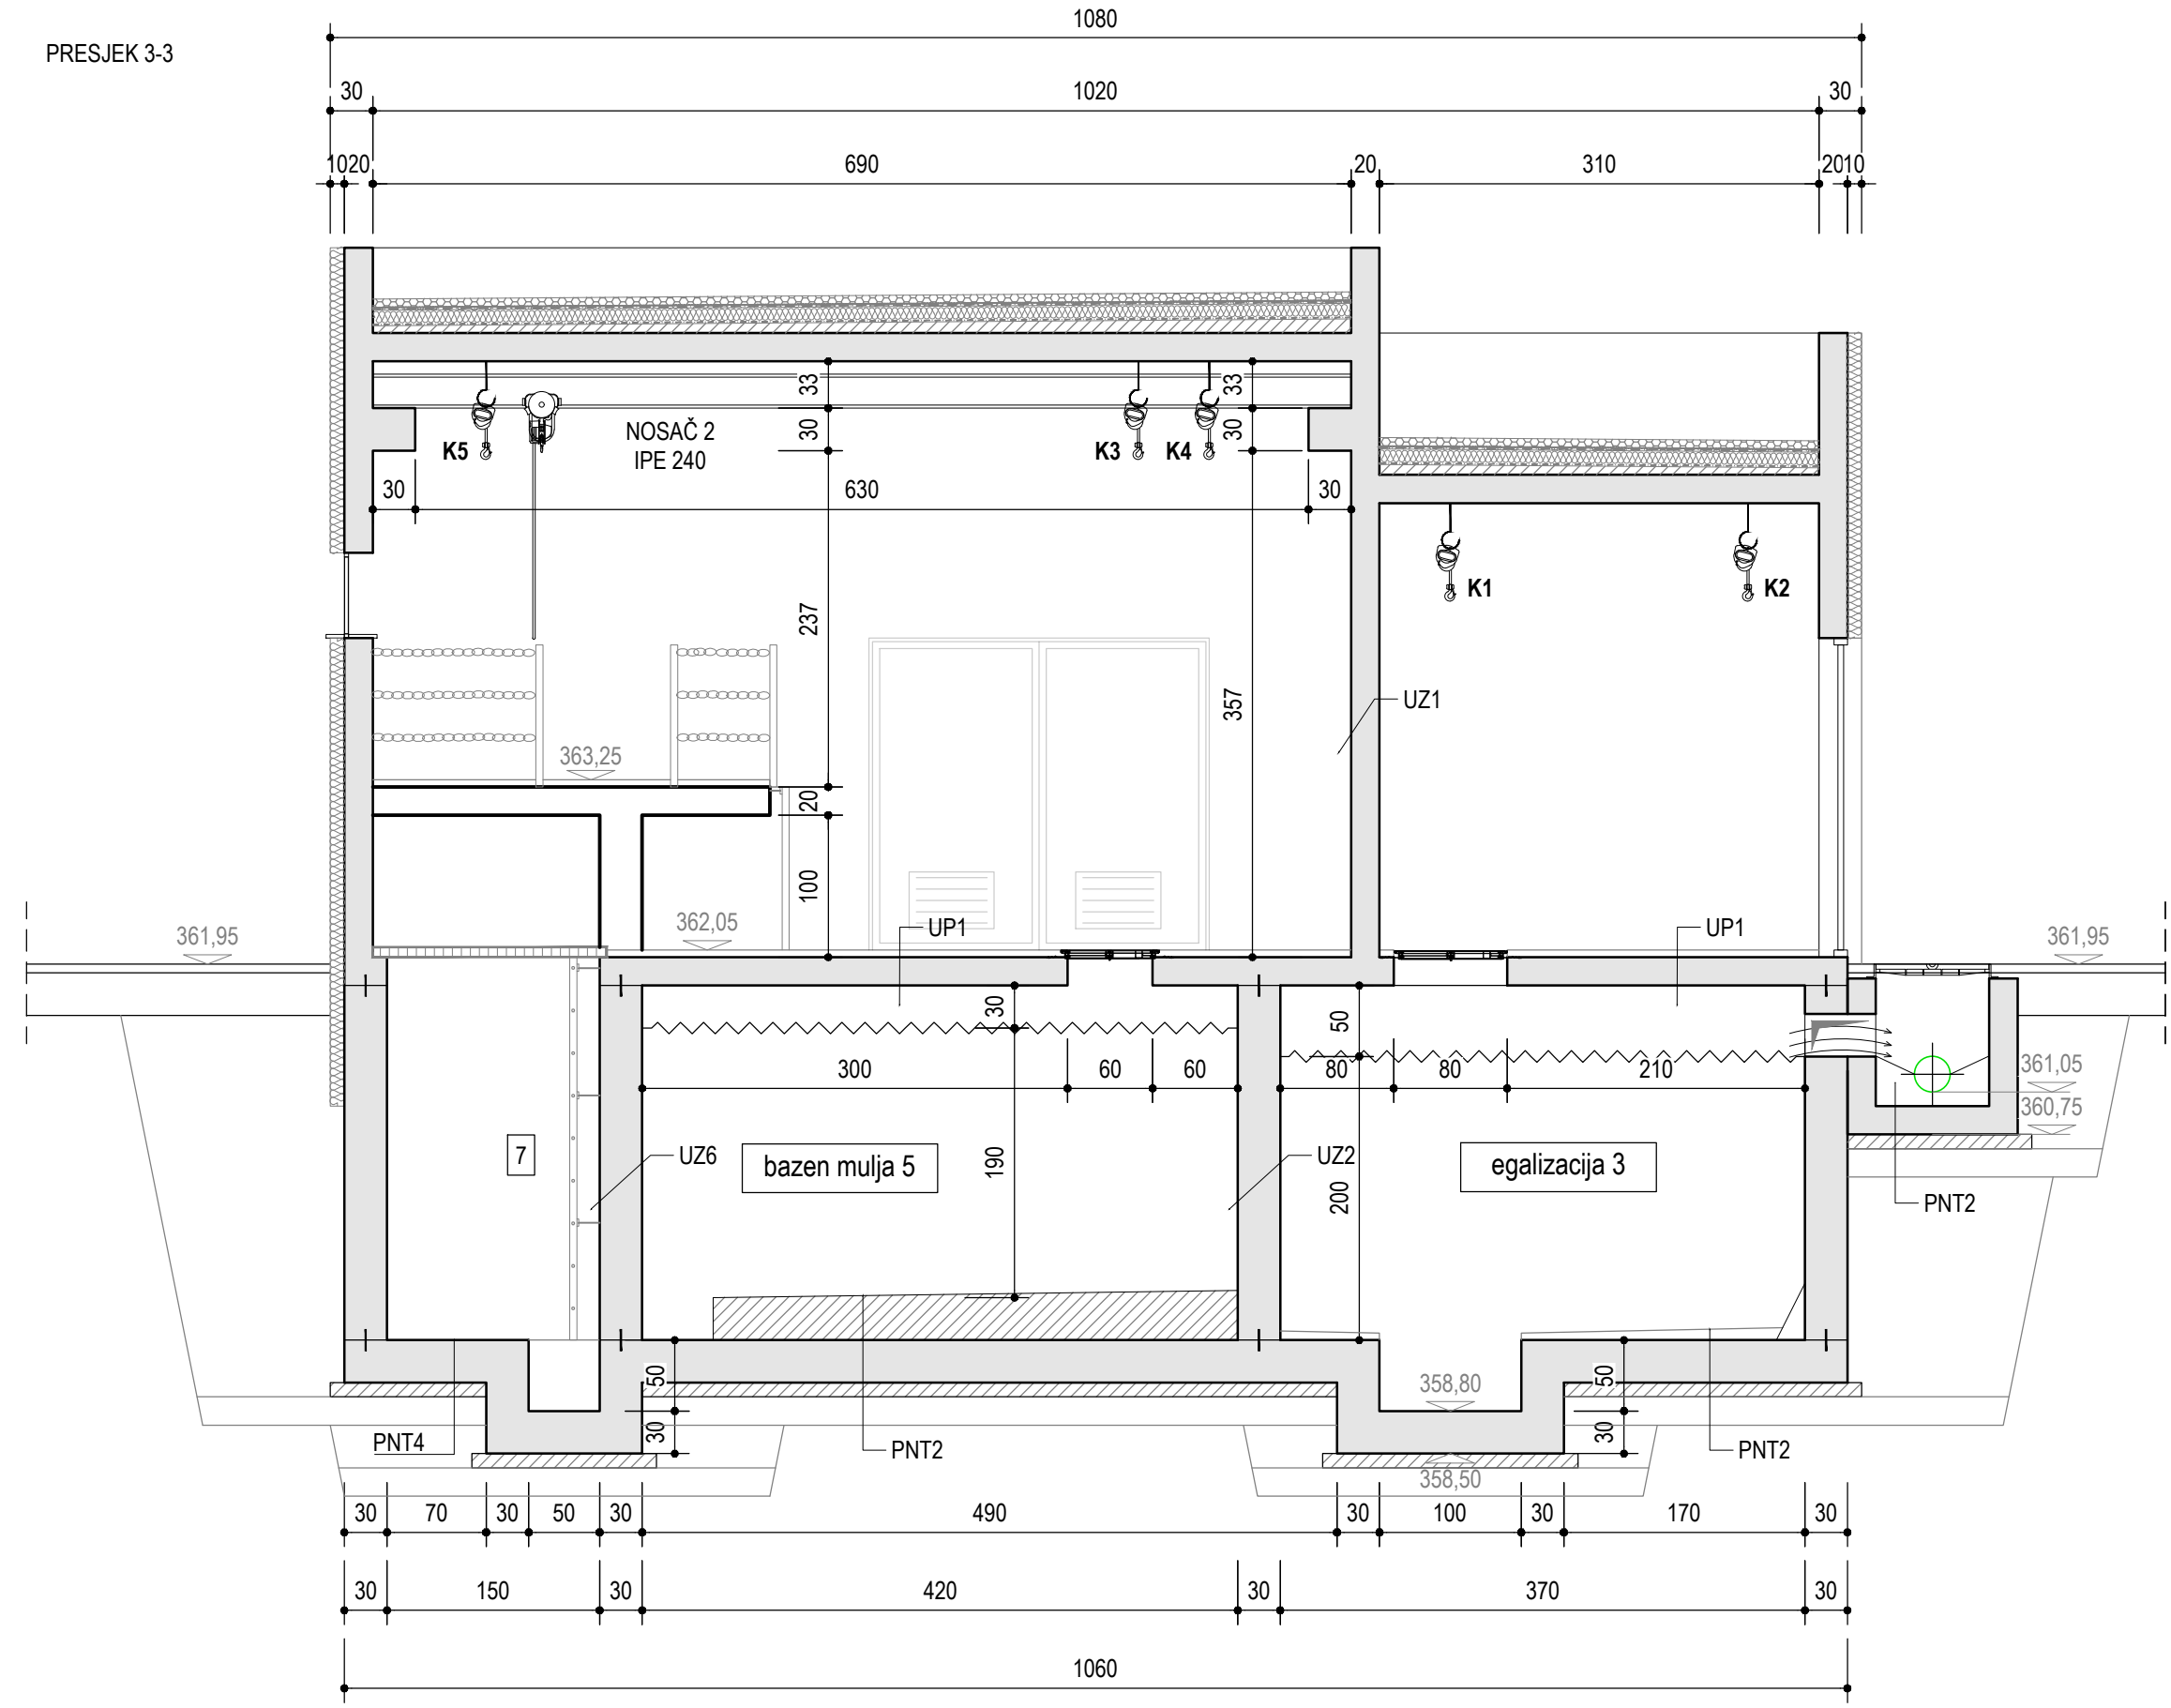 1080
PRESJEK 3-3
30 1020 30
10 20 690 20 310 20 10
33 33
NOSAČ 2
IPE 240
30 30
K5 K3 K4
30 630 30
K1 K2
237
357
UZ1
363,25
20
100
361,95 362,05 UP1 UP1 361,95
30 50
300 60 60 80 80 210
361,05
360,75
7 UZ6 bazen mulja 5 190 UZ2 egalizacija 3
200 PNT2
50 358,80 50
30 30
PNT4 PNT2 PNT2
358,50
30 70 30 50 30 490 30 100 30 170 30
30 150 30 420 30 370 30
1060